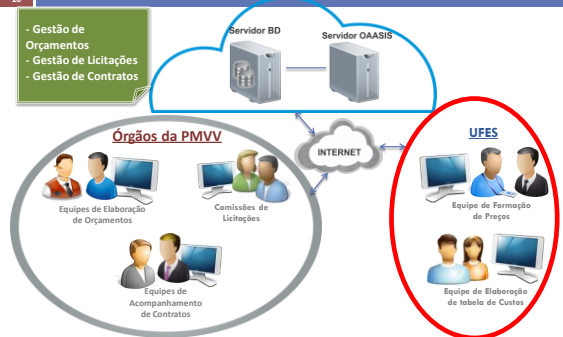 - Gestão de
Orçamentos
- Gestão de Licitações
- Gestão de Contratos
Servidor BD
Servidor OAASIS
INTERNET
Órgãos da PMVV
Equipes de Elaboração
de Orçamentos
Comissões de
Licitações
Equipes de
Acompanhamento
de Contratos
UFES
Equipe de Formação
de Preços
Equipe de Elaboração
de tabela de Custos